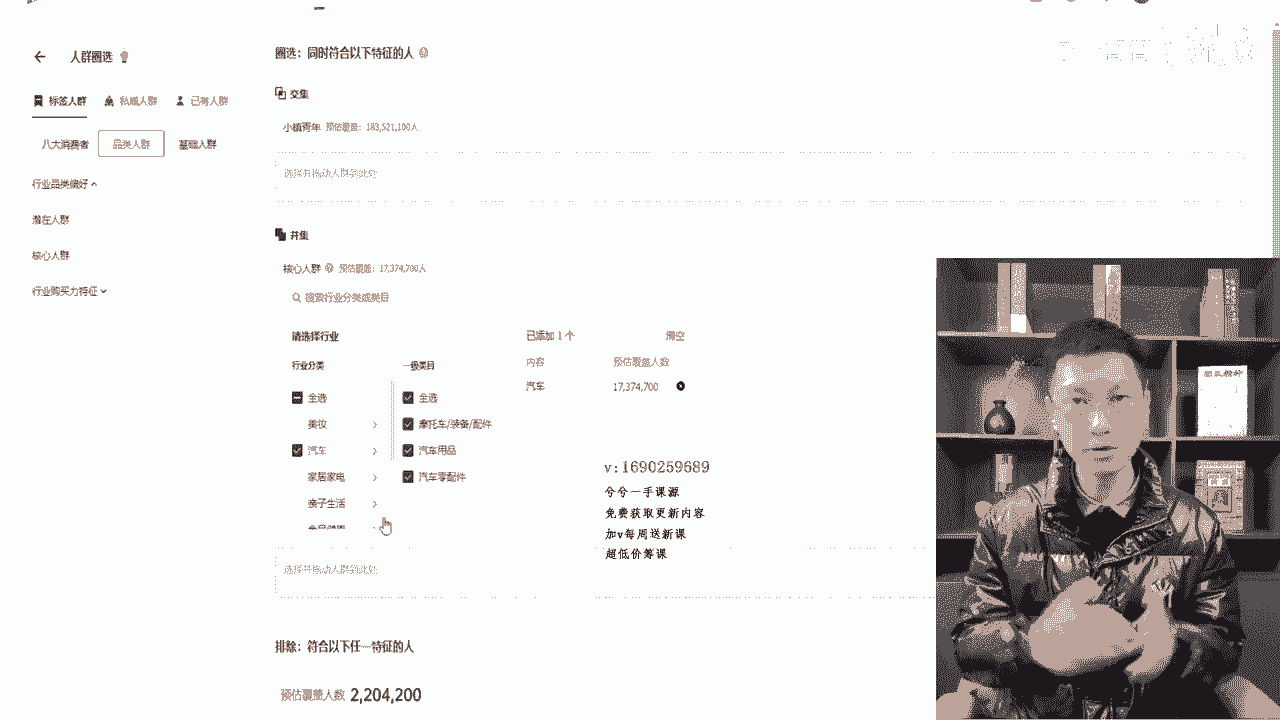 人群圈选
标签人群 私域人群 已有人群
八大消费者 品类人群 基础人群
行业品类偏好
潜在人群
核心人群
行业购买力特征
圈选：同时符合以下特征的人
交集
小镇青年 预估覆盖：183,521,100人
选择并拖动人群到此处
并集
核心人群 预估覆盖：17,374,700人
搜索行业分类或类目
请选择行业
行业分类 一级类目
全选 全选
美妆 摩托车/装备/配件
汽车 汽车用品
家居家电 汽车零配件
亲子生活
已添加 1 个 清空
内容 预估覆盖人数
汽车 17,374,700
v:1690259689
兮兮一手课源
免费获取更新内容
加v每周送新课
超低价筹课
选择并拖动人群到此处
排除：符合以下任一特征的人
预估覆盖人数 2,204,200